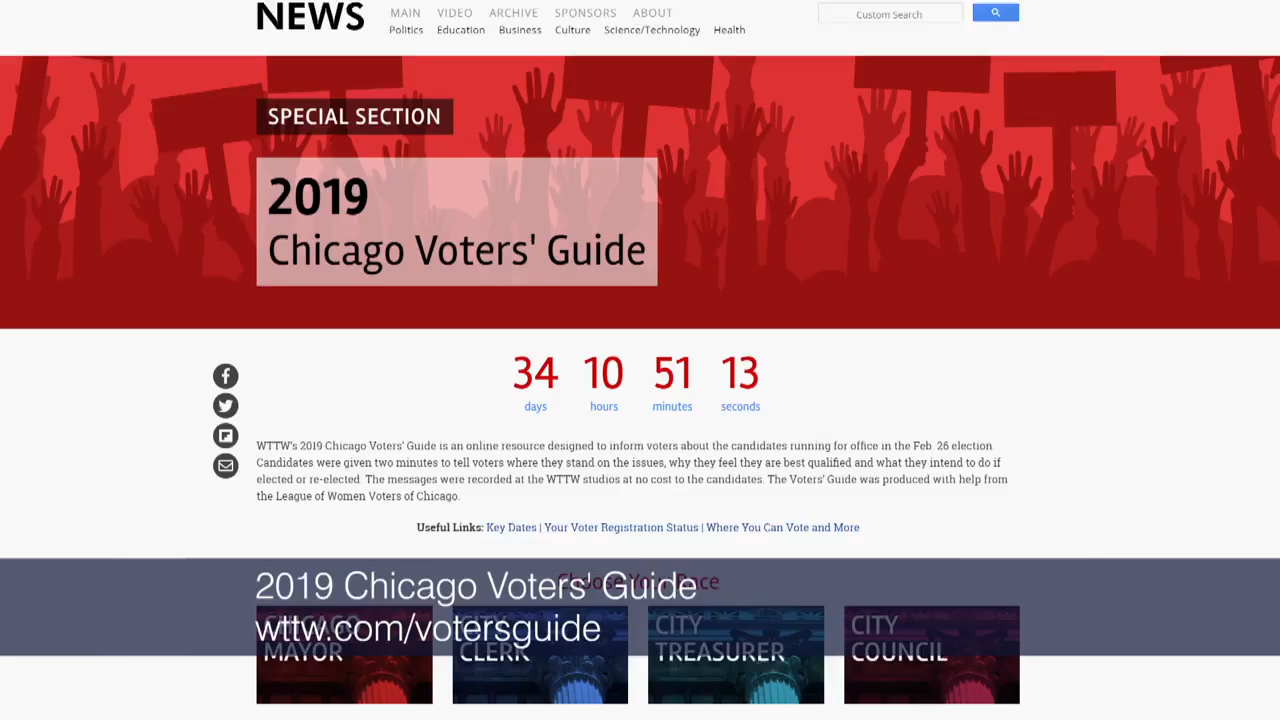 NEWS
MAIN VIDEO ARCHIVE SPONSORS ABOUT
Custom Search
Politics Education Business Culture Science/Technology Health
SPECIAL SECTION
2019
Chicago Voters' Guide
34 10 51 13
days hours minutes seconds
WTTW's 2019 Chicago Voters' Guide is an online resource designed to inform voters about the candidates running for office in the Feb. 26 election.
Candidates were given two minutes to tell voters where they stand on the issues, why they feel they are best qualified and what they intend to do if
elected or re-elected. The messages were recorded at the WTTW studios at no cost to the candidates. The Voters' Guide was produced with help from
the League of Women Voters of Chicago.
Useful Links: Key Dates | Your Voter Registration Status | Where You Can Vote and More
Choose Your Race
2019 Chicago Voters' Guide
wttw.com/votersguide
CHICAGO
MAYOR
CITY
CLERK
CITY
TREASURER
CITY
COUNCIL